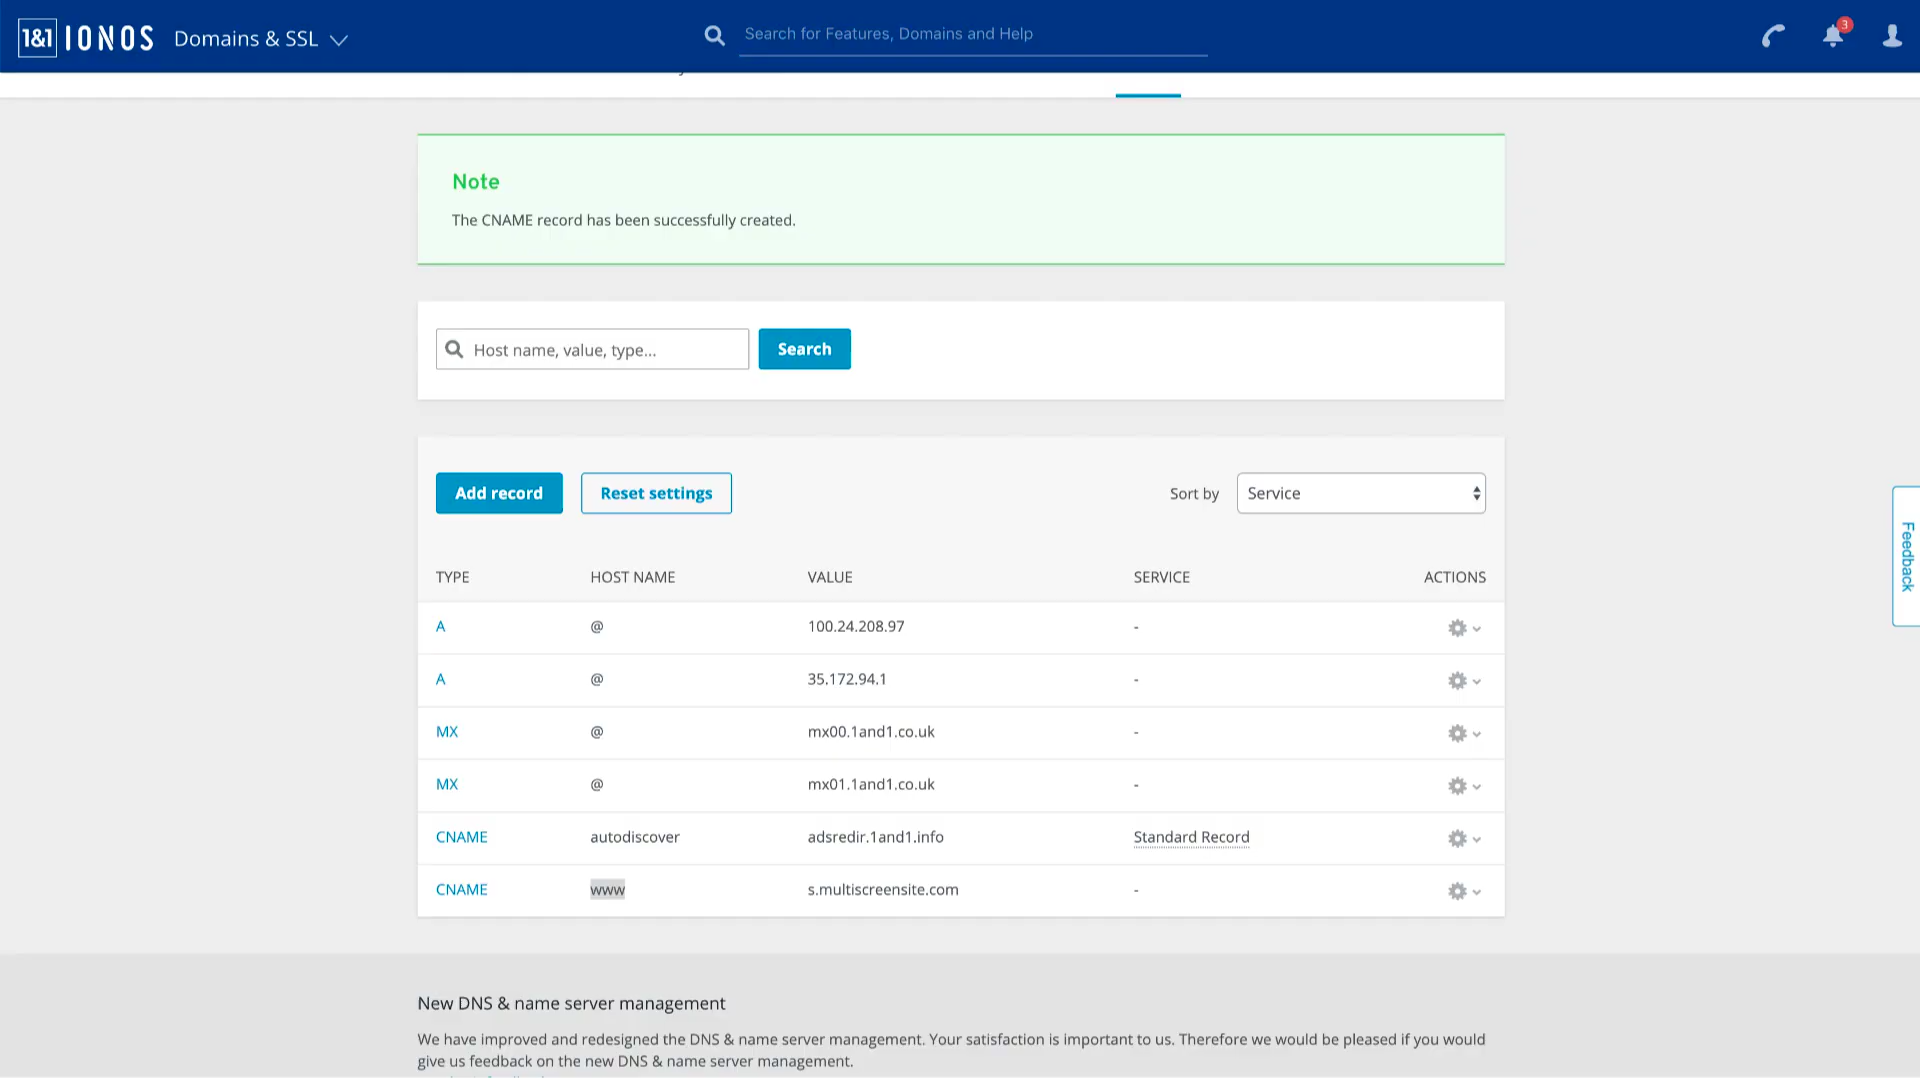 1&1 IONOS Domains & SSL Search for Features, Domains and Help 3
Note
The CNAME record has been successfully created.
Host name, value, type... Search
Add record Reset settings Sort by Service
TYPE HOST NAME VALUE SERVICE ACTIONS
A @ 100.24.208.97 -
A @ 35.172.94.1 -
MX @ mx00.1and1.co.uk -
MX @ mx01.1and1.co.uk -
CNAME autodiscover adsredir.1and1.info Standard Record
CNAME www s.multiscreensite.com -
Feedback
New DNS & name server management
We have improved and redesigned the DNS & name server management. Your satisfaction is important to us. Therefore we would be pleased if you would
give us feedback on the new DNS & name server management.